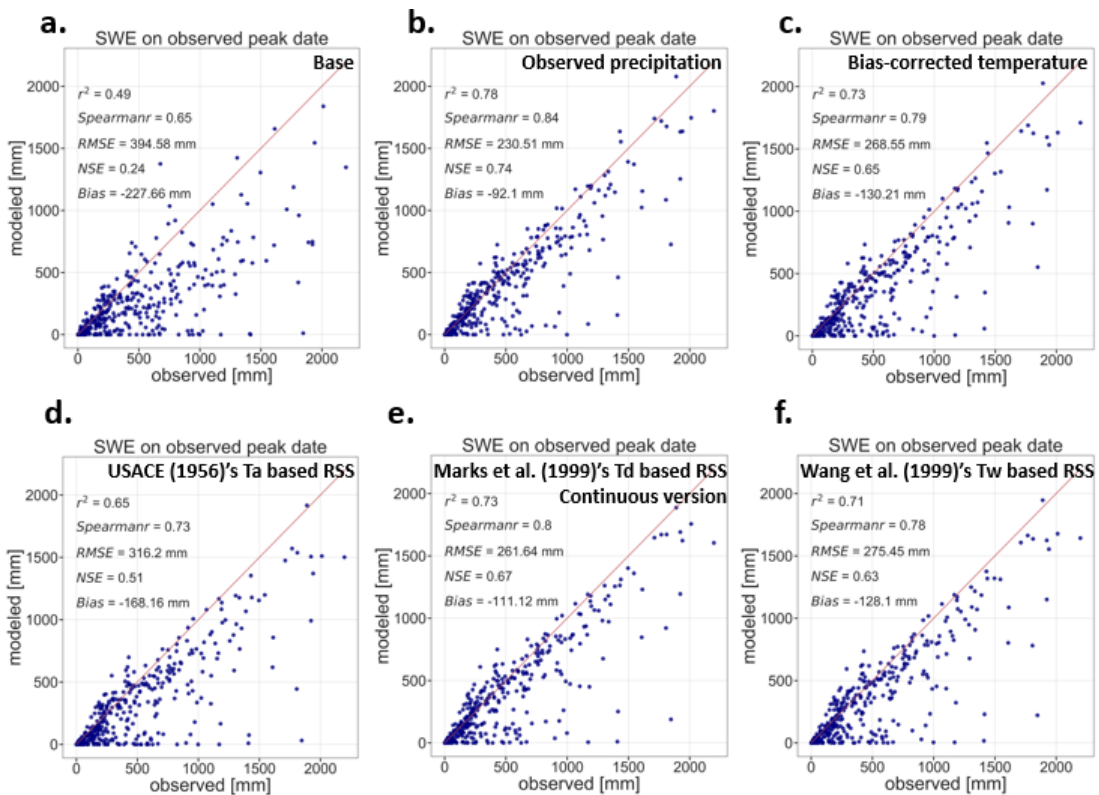 a.
SWE on observed peak date
Base
r² = 0.49
Spearmanr = 0.65
RMSE = 394.58 mm
NSE = 0.24
Bias = -227.66 mm
modeled [mm]
2000
1500
1000
500
0
0 500 1000 1500 2000
observed [mm]
b.
SWE on observed peak date
Observed precipitation
r² = 0.78
Spearmanr = 0.84
RMSE = 230.51 mm
NSE = 0.74
Bias = -92.1 mm
modeled [mm]
2000
1500
1000
500
0
0 500 1000 1500 2000
observed [mm]
c.
SWE on observed peak date
Bias-corrected temperature
r² = 0.73
Spearmanr = 0.79
RMSE = 268.55 mm
NSE = 0.65
Bias = -130.21 mm
modeled [mm]
2000
1500
1000
500
0
0 500 1000 1500 2000
observed [mm]
d.
SWE on observed peak date
USACE (1956)'s Ta based RSS
r² = 0.65
Spearmanr = 0.73
RMSE = 316.2 mm
NSE = 0.51
Bias = -168.16 mm
modeled [mm]
2000
1500
1000
500
0
0 500 1000 1500 2000
observed [mm]
e.
SWE on observed peak date
Marks et al. (1999)'s Td based RSS
Continuous version
r² = 0.73
Spearmanr = 0.8
RMSE = 261.64 mm
NSE = 0.67
Bias = -111.12 mm
modeled [mm]
2000
1500
1000
500
0
0 500 1000 1500 2000
observed [mm]
f.
SWE on observed peak date
Wang et al. (1999)'s Tw based RSS
r² = 0.71
Spearmanr = 0.78
RMSE = 275.45 mm
NSE = 0.63
Bias = -128.1 mm
modeled [mm]
2000
1500
1000
500
0
0 500 1000 1500 2000
observed [mm]